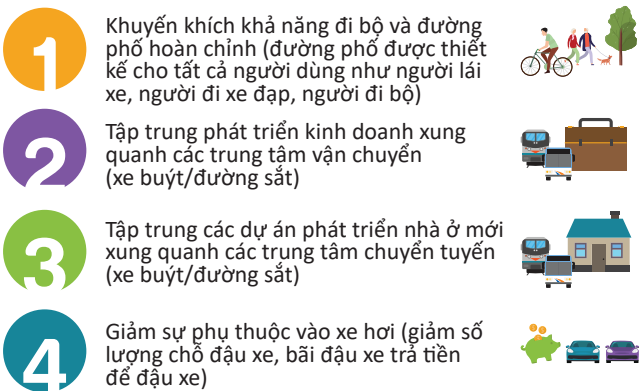 1
Khuyến khích khả năng đi bộ và đường
phố hoàn chỉnh (đường phố được thiết
kế cho tất cả người dùng như người lái
xe, người đi xe đạp, người đi bộ)
2
Tập trung phát triển kinh doanh xung
quanh các trung tâm vận chuyển
(xe buýt/đường sắt)
3
Tập trung các dự án phát triển nhà ở mới
xung quanh các trung tâm chuyển tuyến
(xe buýt/đường sắt)
4
Giảm sự phụ thuộc vào xe hơi (giảm số
lượng chỗ đậu xe, bãi đậu xe trả tiền
để đậu xe)